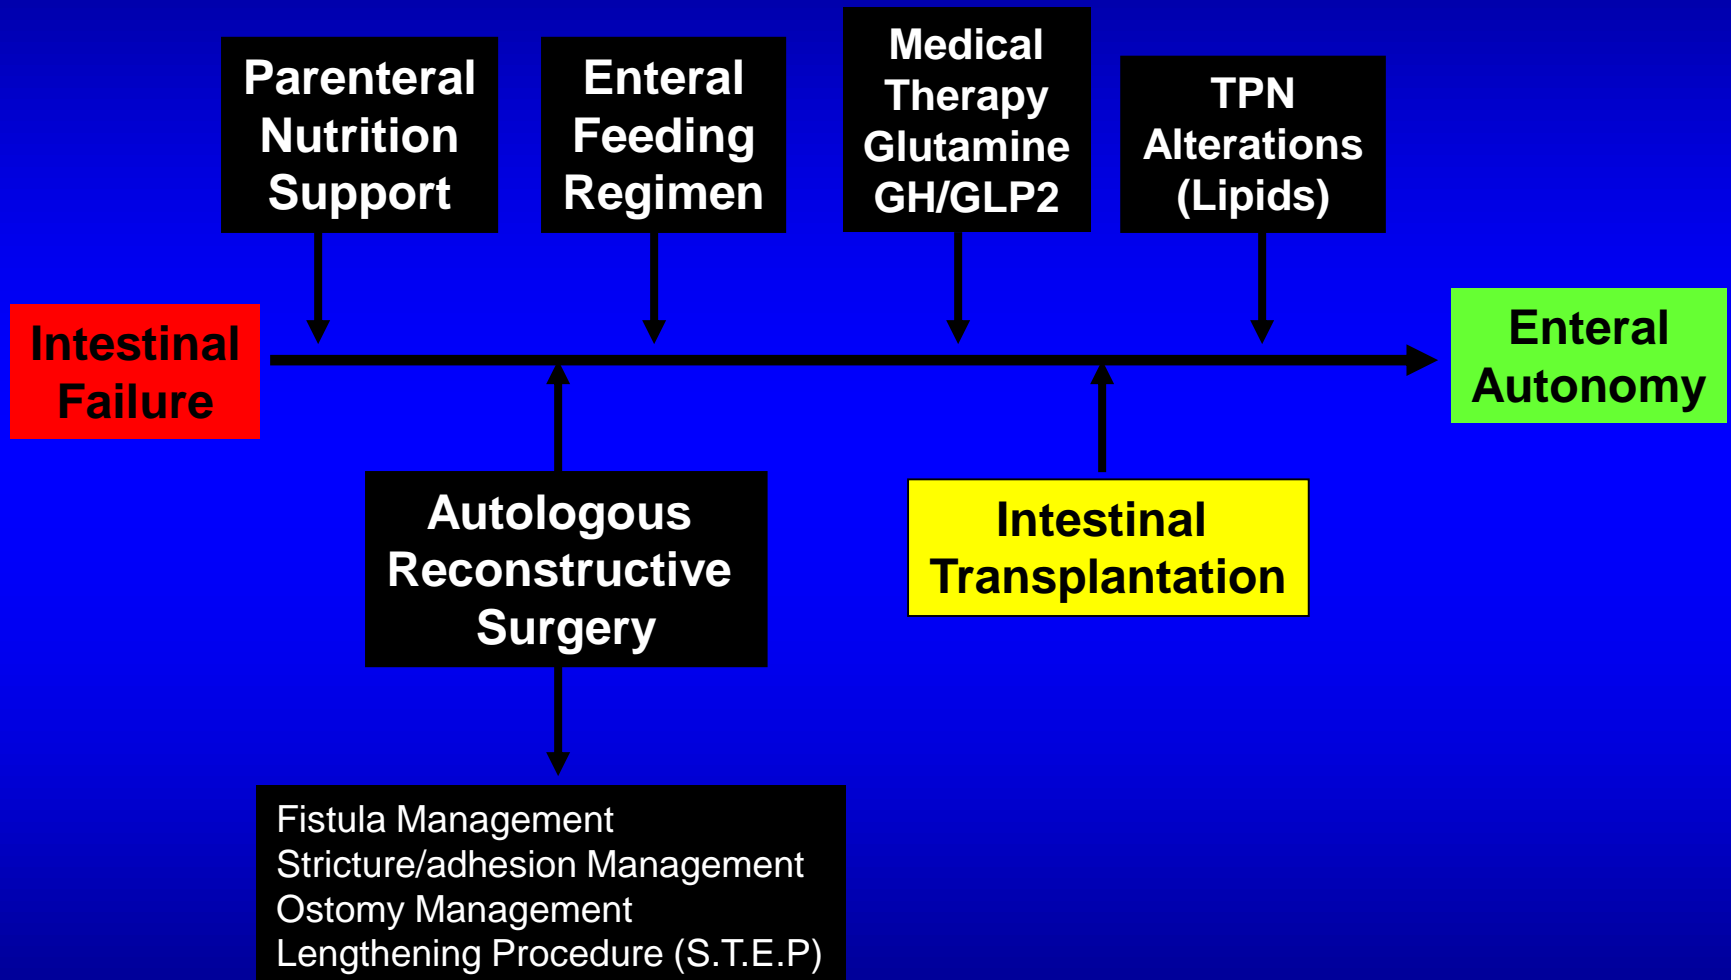 Parenteral
Nutrition
Support
Enteral
Feeding
Regimen
Medical
Therapy
Glutamine
GH/GLP2
TPN
Alterations
(Lipids)
Intestinal
Failure
Enteral
Autonomy
Autologous
Reconstructive
Surgery
Intestinal
Transplantation
Fistula Management
Stricture/adhesion Management
Ostomy Management
Lengthening Procedure (S.T.E.P)